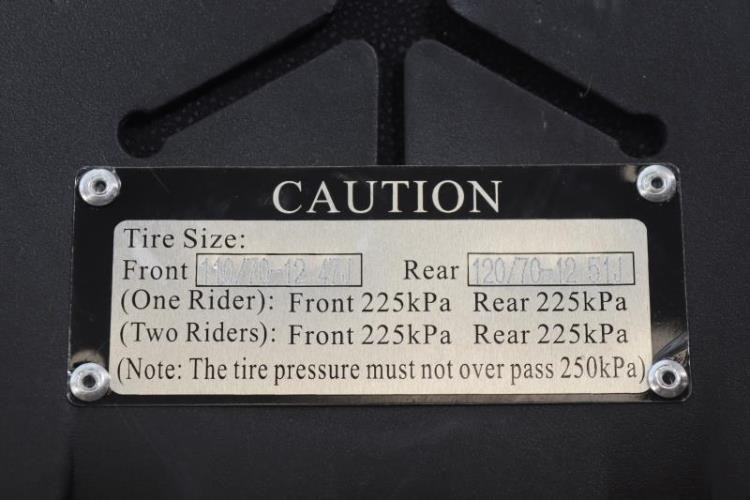 CAUTION
Tire Size:
Front 110/70-12 47J Rear 120/70-12 51J
(One Rider): Front 225kPa Rear 225kPa
(Two Riders): Front 225kPa Rear 225kPa
(Note: The tire pressure must not over pass 250kPa)